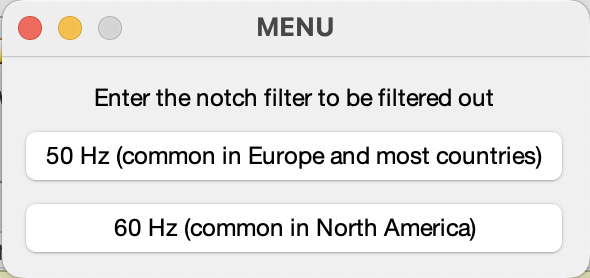 MENU
Enter the notch filter to be filtered out
50 Hz (common in Europe and most countries)
60 Hz (common in North America)